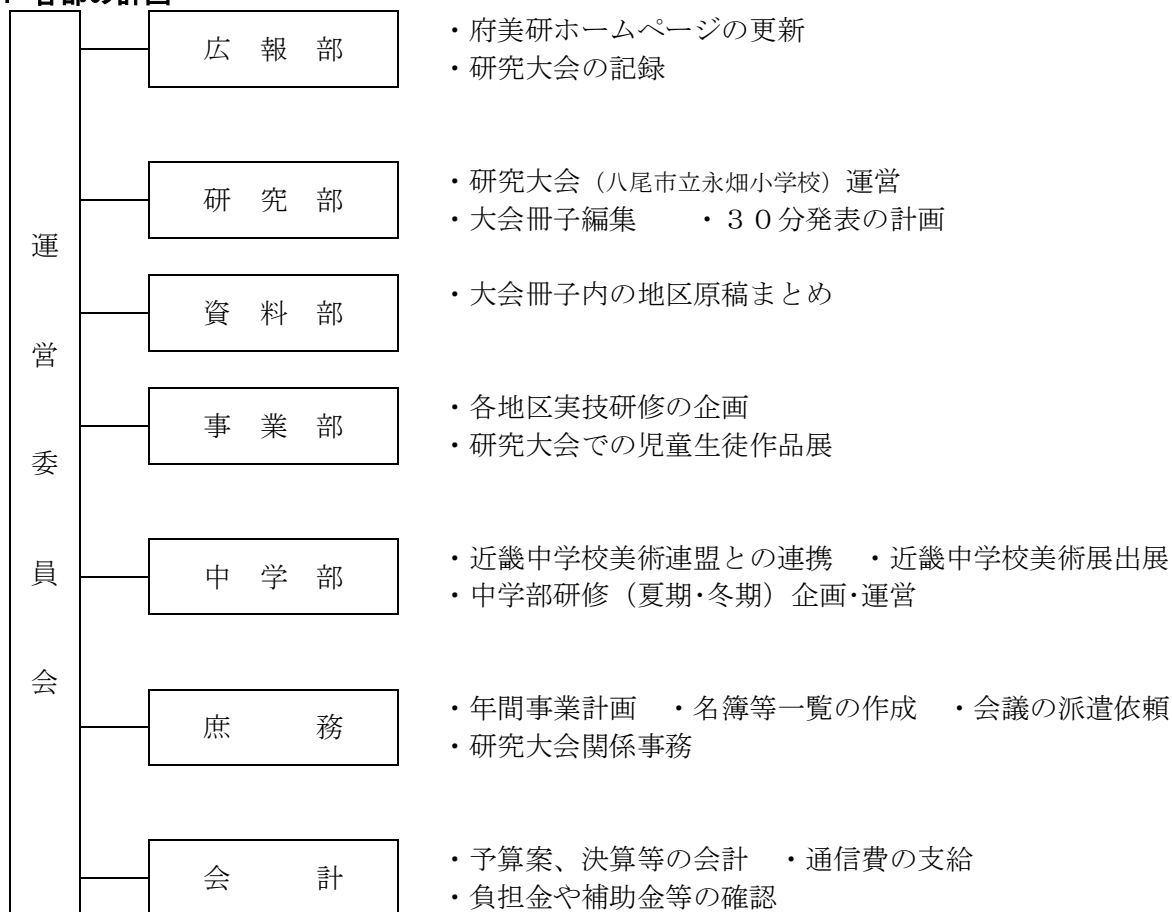 各部の計画
運営委員会
広報部
・府美研ホームページの更新
・研究大会の記録
研究部
・研究大会（八尾市立永畑小学校）運営
・大会冊子編集　　・３０分発表の計画
資料部
・大会冊子内の地区原稿まとめ
事業部
・各地区実技研修の企画
・研究大会での児童生徒作品展
中学部
・近畿中学校美術連盟との連携　・近畿中学校美術展出展
・中学部研修（夏期･冬期）企画･運営
庶務
・年間事業計画　・名簿等一覧の作成　・会議の派遣依頼
・研究大会関係事務
会計
・予算案、決算等の会計　・通信費の支給
・負担金や補助金等の確認